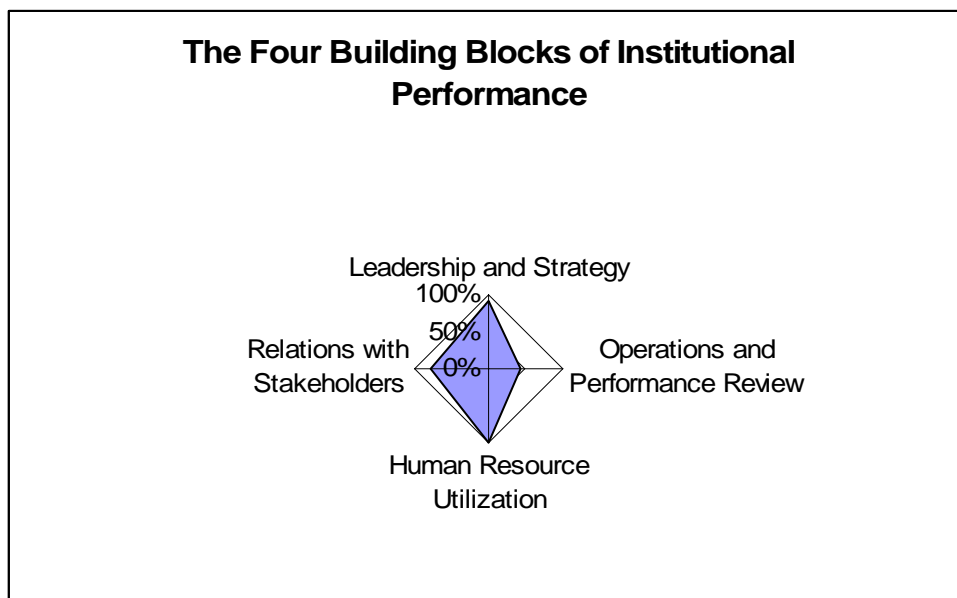 The Four Building Blocks of Institutional
Performance
Leadership and Strategy
100%
50%
0%
Relations with
Stakeholders
Operations and
Performance Review
Human Resource
Utilization